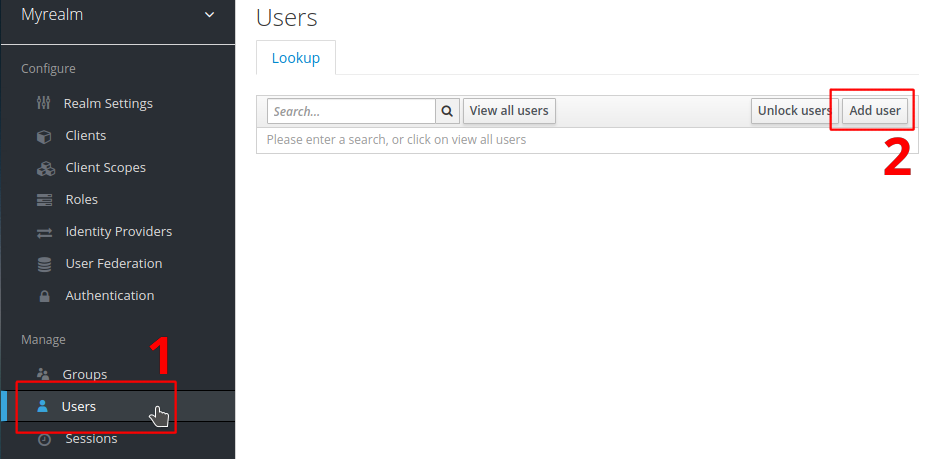 Myrealm
Configure
Realm Settings
Clients
Client Scopes
Roles
Identity Providers
User Federation
Authentication
Manage
Groups
1
Users
Sessions
Users
Lookup
Search... View all users Unlock users Add user
Please enter a search, or click on view all users
2